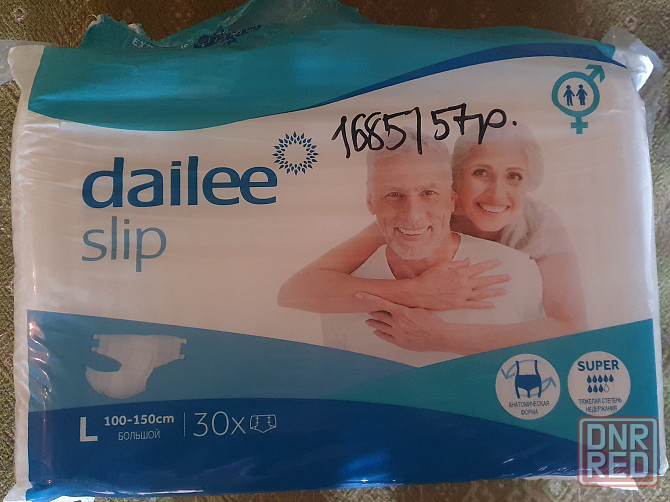 1685/57р.
dailee
slip
L 100-150cm
БОЛЬШОЙ
30x
АНАТОМИЧЕСКАЯ
ФОРМА
SUPER
ТЯЖЕЛАЯ СТЕПЕНЬ
НЕДЕРЖАНИЯ
DNR
RED